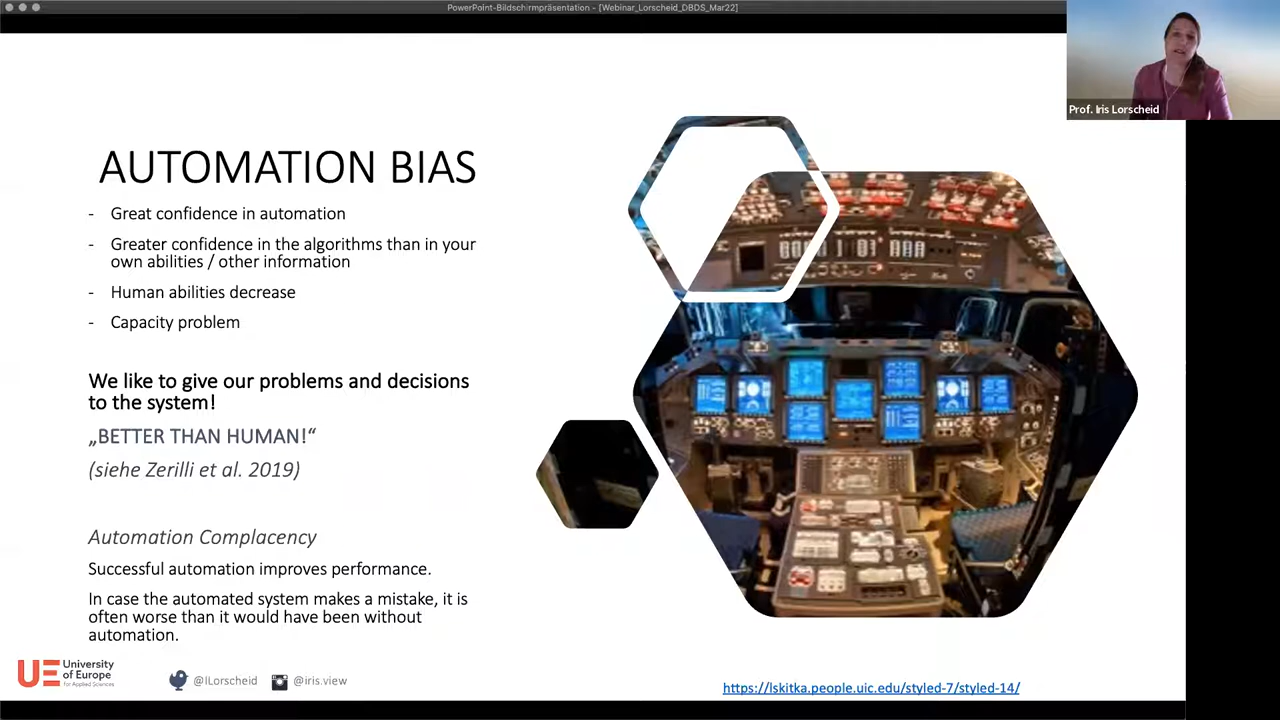 PowerPoint-Bildschirmpräsentation - [Webinar_Lorscheid_DBDS_Mar22]
Prof. Iris Lorscheid
AUTOMATION BIAS
- Great confidence in automation
- Greater confidence in the algorithms than in your
own abilities / other information
- Human abilities decrease
- Capacity problem
We like to give our problems and decisions
to the system!
„BETTER THAN HUMAN!“
(siehe Zerilli et al. 2019)
Automation Complacency
Successful automation improves performance.
In case the automated system makes a mistake, it is
often worse than it would have been without
automation.
UE University
of Europe
for Applied Sciences
@ILorscheid @iris.view
https://lskitka.people.uic.edu/styled-7/styled-14/